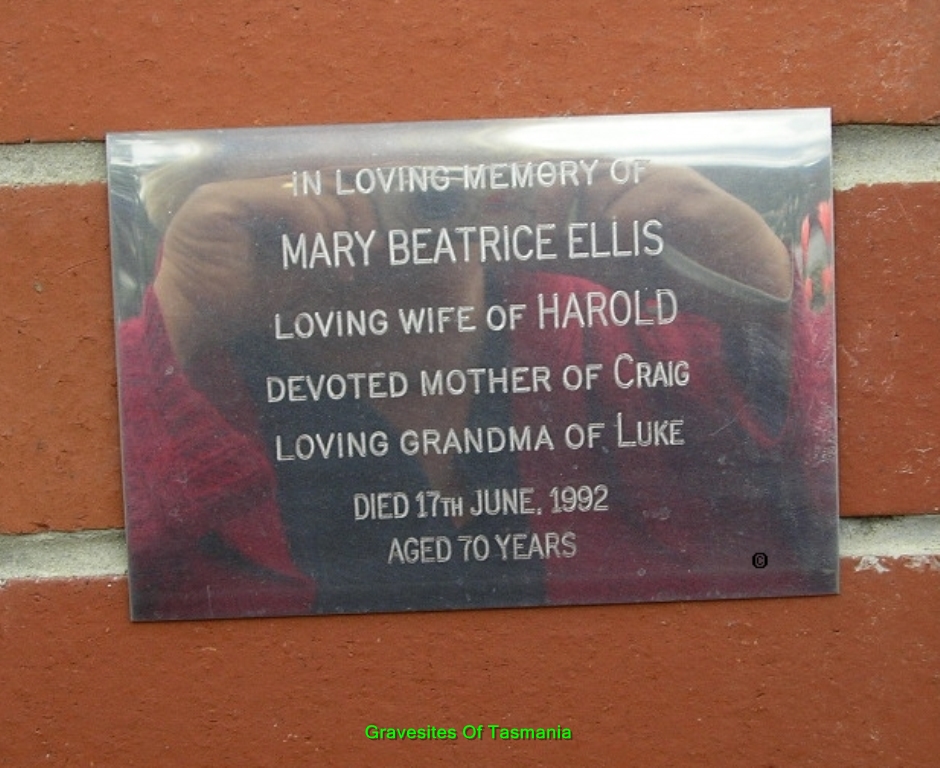 IN LOVING MEMORY OF
MARY BEATRICE ELLIS
LOVING WIFE OF HAROLD
DEVOTED MOTHER OF CRAIG
LOVING GRANDMA OF LUKE
DIED 17TH JUNE, 1992
AGED 70 YEARS
©
Gravesites Of Tasmania